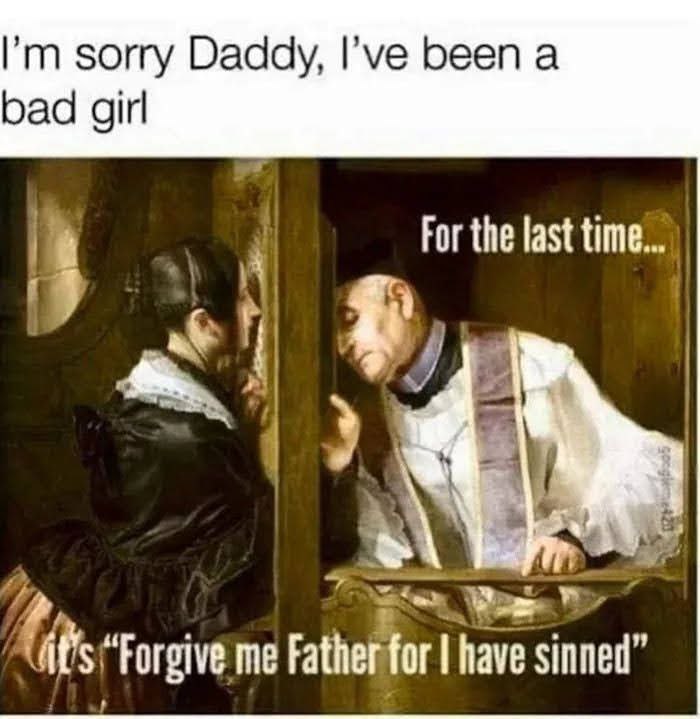 I'm sorry Daddy, I've been a
bad girl
For the last time...
it's "Forgive me Father for I have sinned"